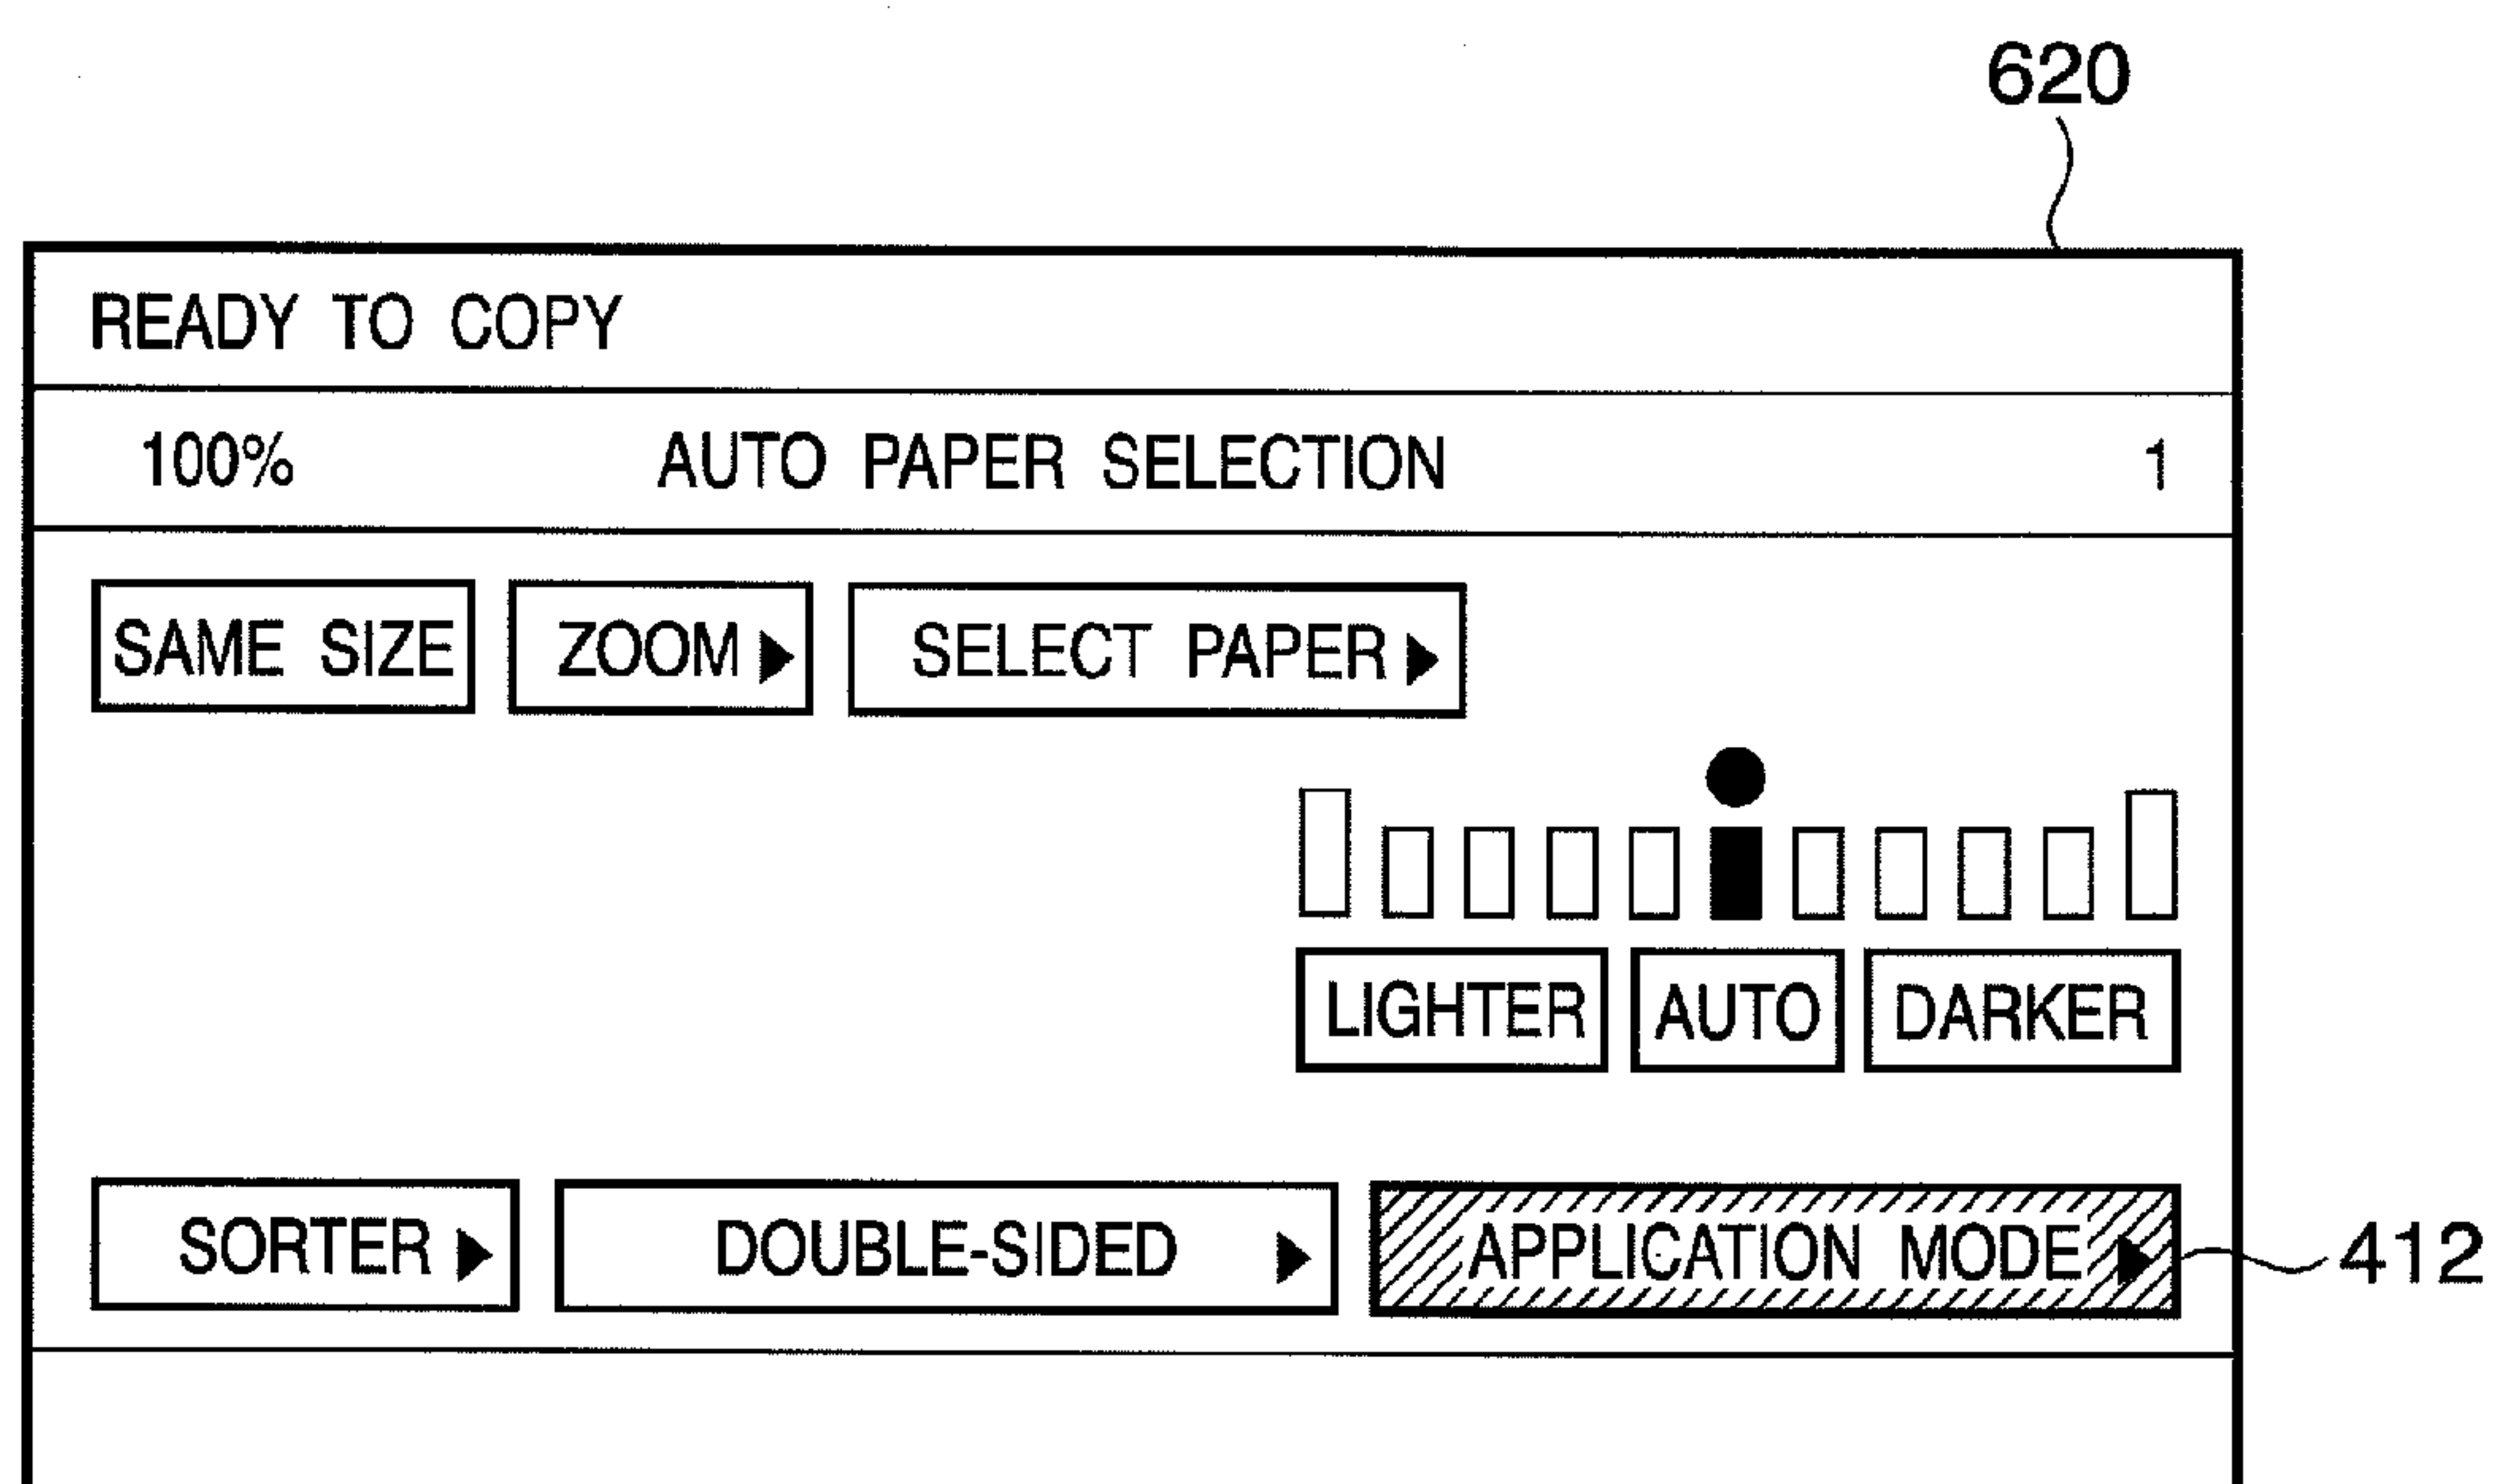 620
READY TO COPY
100% AUTO PAPER SELECTION 1
SAME SIZE ZOOM SELECT PAPER
LIGHTER AUTO DARKER
SORTER DOUBLE-SIDED APPLICATION MODE 412